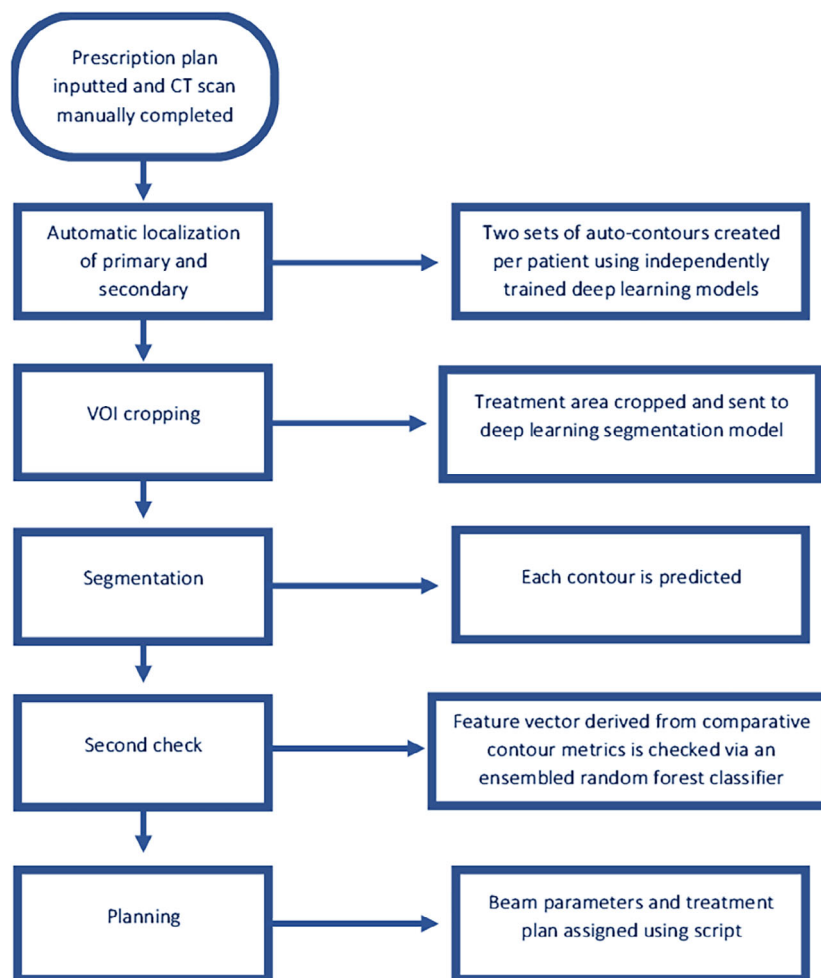 Prescription plan
inputted and CT scan
manually completed
Automatic localization
of primary and
secondary
Two sets of auto-contours created
per patient using independently
trained deep learning models
VOI cropping
Treatment area cropped and sent to
deep learning segmentation model
Segmentation
Each contour is predicted
Second check
Feature vector derived from comparative
contour metrics is checked via an
ensembled random forest classifier
Planning
Beam parameters and treatment
plan assigned using script